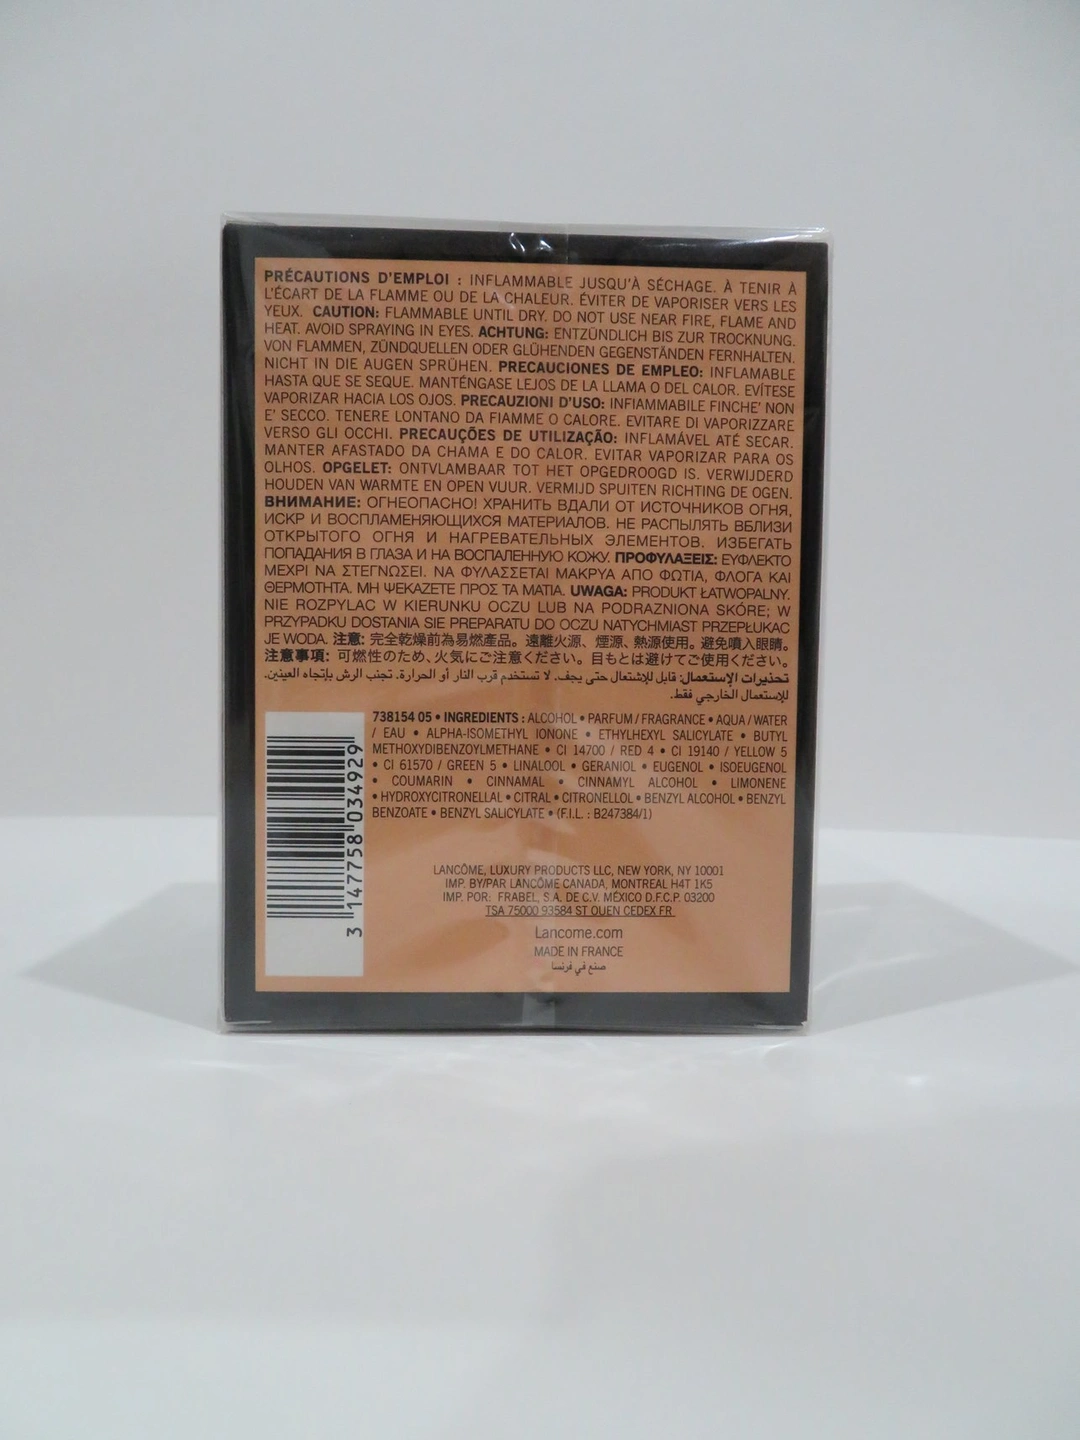 PRÉCAUTIONS D'EMPLOI : INFLAMMABLE JUSQU'À SÉCHAGE. À TENIR À
L'ÉCART DE LA FLAMME OU DE LA CHALEUR. ÉVITER DE VAPORISER VERS LES
YEUX. CAUTION: FLAMMABLE UNTIL DRY. DO NOT USE NEAR FIRE, FLAME AND
HEAT. AVOID SPRAYING IN EYES. ACHTUNG: ENTZÜNDLICH BIS ZUR TROCKNUNG.
VON FLAMMEN, ZÜNDQUELLEN ODER GLÜHENDEN GEGENSTÄNDEN FERNHALTEN.
NICHT IN DIE AUGEN SPRÜHEN. PRECAUCIONES DE EMPLEO: INFLAMABLE
HASTA QUE SE SEQUE. MANTÉNGASE LEJOS DE LA LLAMA O DEL CALOR. EVÍTESE
VAPORIZAR HACIA LOS OJOS. PRECAUZIONI D'USO: INFIAMMABILE FINCHE' NON
E' SECCO. TENERE LONTANO DA FIAMME O CALORE. EVITARE DI VAPORIZZARE
VERSO GLI OCCHI. PRECAUÇÕES DE UTILIZAÇÃO: INFLAMÁVEL ATÉ SECAR.
MANTER AFASTADO DA CHAMA E DO CALOR. EVITAR VAPORIZAR PARA OS
OLHOS. OPGELET: ONTVLAMBAAR TOT HET OPGEDROOGD IS. VERWIJDERD
HOUDEN VAN WARMTE EN OPEN VUUR. VERMIJD SPUITEN RICHTING DE OGEN.
ВНИМАНИЕ: ОГНЕОПАСНО! ХРАНИТЬ ВДАЛИ ОТ ИСТОЧНИКОВ ОГНЯ,
ИСКР И ВОСПЛАМЕНЯЮЩИХСЯ МАТЕРИАЛОВ. НЕ РАСПЫЛЯТЬ ВБЛИЗИ
ОТКРЫТОГО ОГНЯ И НАГРЕВАТЕЛЬНЫХ ЭЛЕМЕНТОВ. ИЗБЕГАТЬ
ПОПАДАНИЯ В ГЛАЗА И НА ВОСПАЛЕННУЮ КОЖУ. ΠΡΟΦΥΛΑΞΕΙΣ: ΕΥΦΛΕΚΤΟ
ΜΕΧΡΙ ΝΑ ΣΤΕΓΝΩΣΕΙ. ΝΑ ΦΥΛΑΣΣΕΤΑΙ ΜΑΚΡΥΑ ΑΠΟ ΦΩΤΙΑ, ΦΛΟΓΑ ΚΑΙ
ΘΕΡΜΟΤΗΤΑ. ΜΗ ΨΕΚΑΖΕΤΕ ΠΡΟΣ ΤΑ ΜΑΤΙΑ. UWAGA: PRODUKT ŁATWOPALNY.
NIE ROZPYLAC W KIERUNKU OCZU LUB NA PODRAZNIONA SKÓRE; W
PRZYPADKU DOSTANIA SIE PREPARATU DO OCZU NATYCHMIAST PRZEPŁUKAC
JE WODA. 注意: 完全乾燥前為易燃產品。遠離火源、煙源、熱源使用。避免噴入眼睛。
注意事項: 可燃性のため、火気にご注意ください。目もとは避けてご使用ください。
تحذيرات الإستعمال: قابل للإشتعال حتى يجف. لا تستخدم قرب النار أو الحرارة. تجنب الرش بإتجاه العينين.
للإستعمال الخارجي فقط.
738154 05 • INGREDIENTS : ALCOHOL • PARFUM / FRAGRANCE • AQUA / WATER
/ EAU • ALPHA-ISOMETHYL IONONE • ETHYLHEXYL SALICYLATE • BUTYL
METHOXYDIBENZOYLMETHANE • CI 14700 / RED 4 • CI 19140 / YELLOW 5
• CI 61570 / GREEN 5 • LINALOOL • GERANIOL • EUGENOL • ISOEUGENOL
• COUMARIN • CINNAMAL • CINNAMYL ALCOHOL • LIMONENE
• HYDROXYCITRONELLAL • CITRAL • CITRONELLOL • BENZYL ALCOHOL • BENZYL
BENZOATE • BENZYL SALICYLATE • (F.I.L. : B247384/1)
3 147758 034929
LANCÔME, LUXURY PRODUCTS LLC, NEW YORK, NY 10001
IMP. BY/PAR LANCÔME CANADA, MONTREAL H4T 1K5
IMP. POR: FRABEL, S.A. DE C.V. MÉXICO D.F.C.P. 03200
TSA 75000 93584 ST OUEN CEDEX FR
Lancome.com
MADE IN FRANCE
صنع في فرنسا